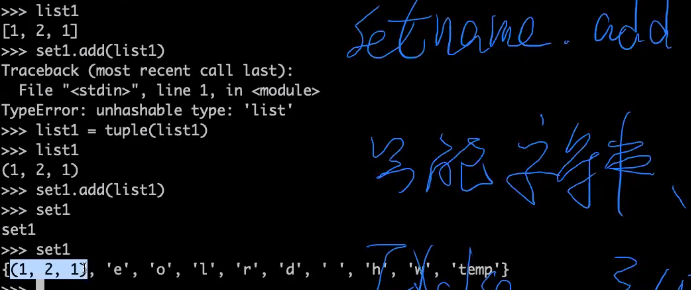 >>> list1
[1, 2, 1]
>>> set1.add(list1)
Traceback (most recent call last):
  File "<stdin>", line 1, in <module>
TypeError: unhashable type: 'list'
>>> list1 = tuple(list1)
>>> list1
(1, 2, 1)
>>> set1.add(list1)
>>> set1
set1
>>> set1
{(1, 2, 1), 'e', 'o', 'l', 'r', 'd', ' ', 'h', 'w', 'temp'}
>>>
setname.add
只能字符串、